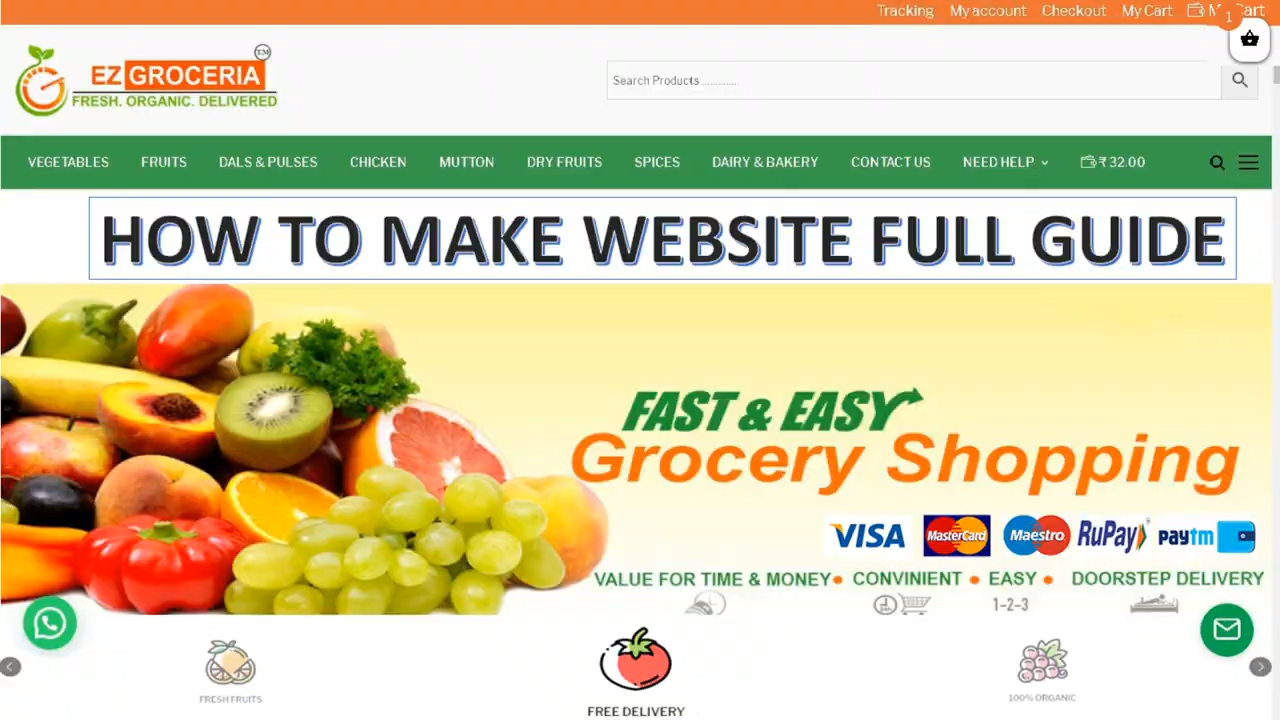 Tracking My account Checkout My Cart My Cart
1
EZ GROCERIA TM
FRESH. ORGANIC. DELIVERED
Search Products .............
VEGETABLES FRUITS DALS & PULSES CHICKEN MUTTON DRY FRUITS SPICES DAIRY & BAKERY CONTACT US NEED HELP ₹ 32.00
HOW TO MAKE WEBSITE FULL GUIDE
FAST & EASY
Grocery Shopping
VISA MasterCard Maestro RuPay paytm
VALUE FOR TIME & MONEY CONVINIENT EASY DOORSTEP DELIVERY
1-2-3
FRESH FRUITS
FREE DELIVERY
100% ORGANIC